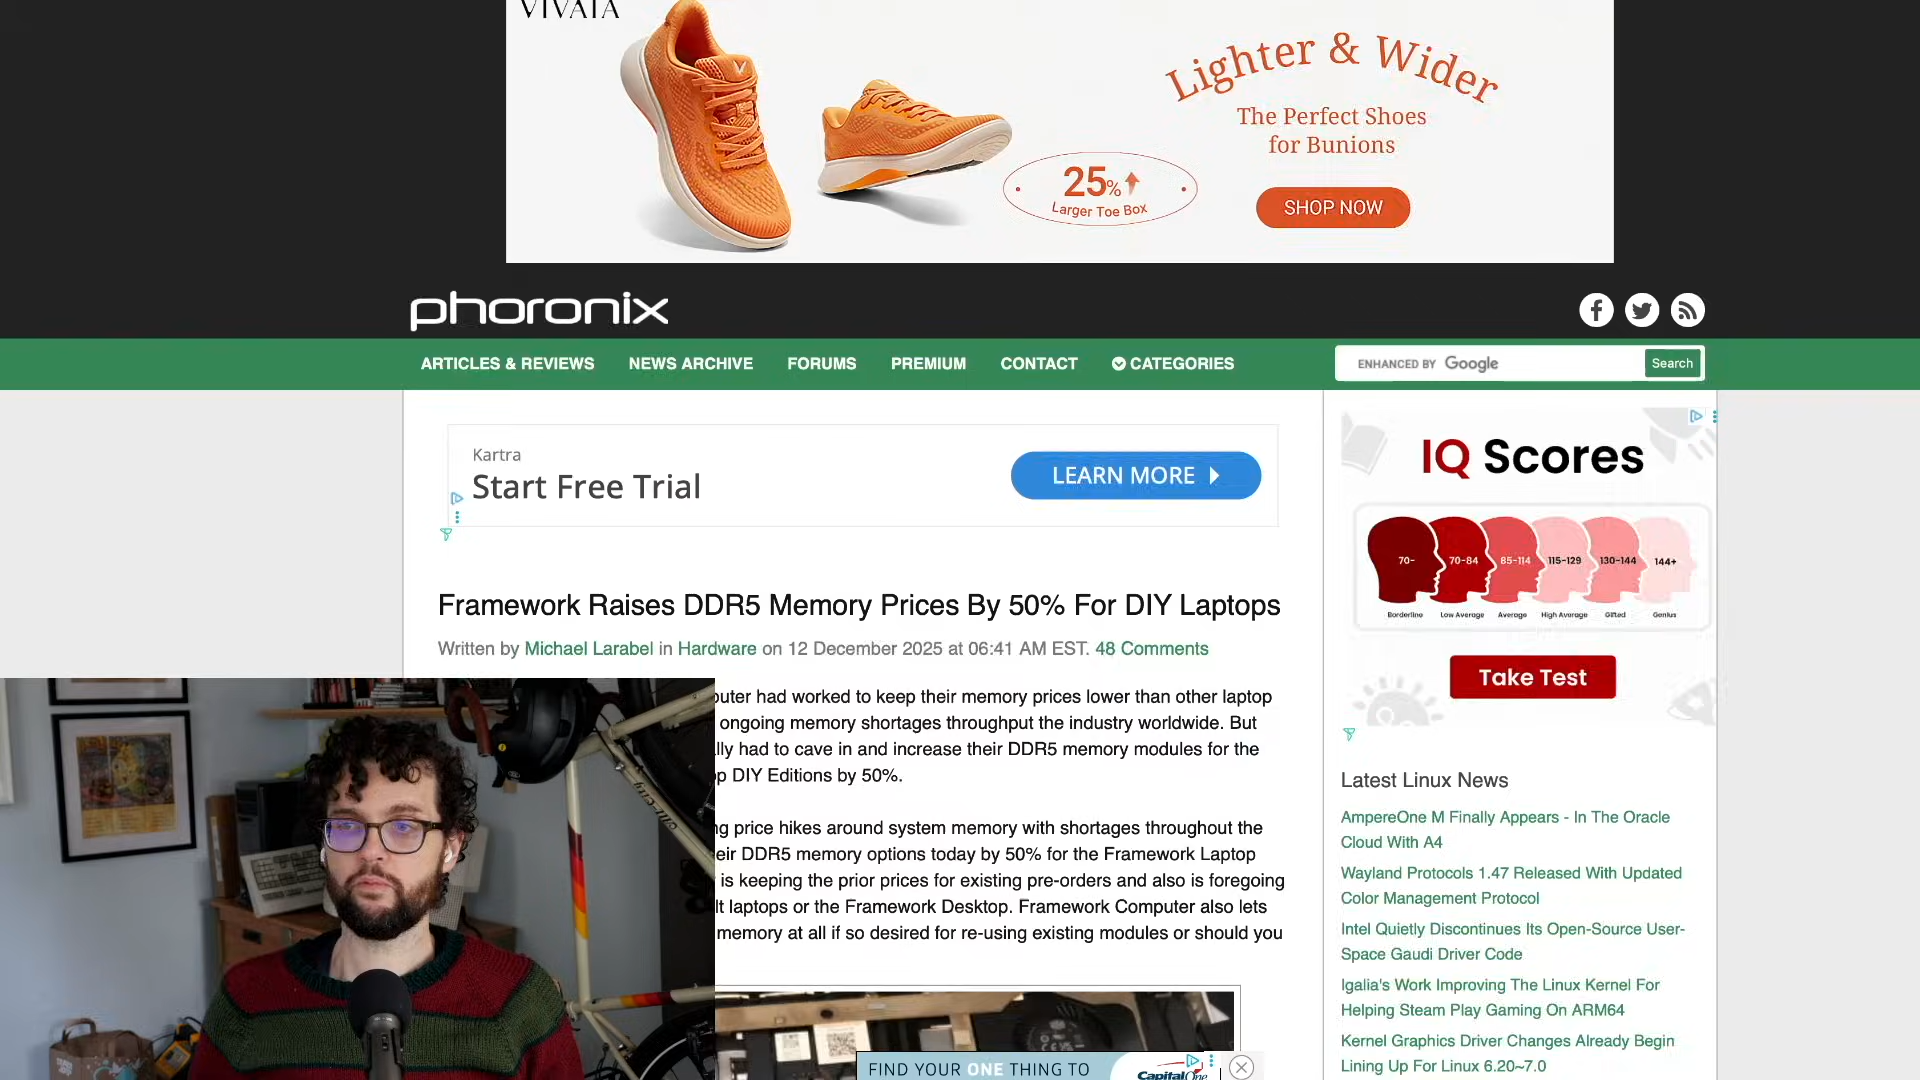 VIVAIA
Lighter & Wider
The Perfect Shoes
for Bunions
25%
Larger Toe Box
SHOP NOW
phoronix
ARTICLES & REVIEWS NEWS ARCHIVE FORUMS PREMIUM CONTACT CATEGORIES ENHANCED BY Google Search
Kartra
Start Free Trial
LEARN MORE
IQ Scores
70- 70-84 85-114 115-129 130-144 144+
Borderline Low Average Average High Average Gifted Genius
Take Test
Framework Raises DDR5 Memory Prices By 50% For DIY Laptops
Written by Michael Larabel in Hardware on 12 December 2025 at 06:41 AM EST. 48 Comments
had worked to keep their memory prices lower than other laptop
ongoing memory shortages throughput the industry worldwide. But
had to cave in and increase their DDR5 memory modules for the
DIY Editions by 50%.
price hikes around system memory with shortages throughout the
DDR5 memory options today by 50% for the Framework Laptop
is keeping the prior prices for existing pre-orders and also is foregoing
laptops or the Framework Desktop. Framework Computer also lets
memory at all if so desired for re-using existing modules or should you
Latest Linux News
AmpereOne M Finally Appears - In The Oracle
Cloud With A4
Wayland Protocols 1.47 Released With Updated
Color Management Protocol
Intel Quietly Discontinues Its Open-Source User-
Space Gaudi Driver Code
Igalia's Work Improving The Linux Kernel For
Helping Steam Play Gaming On ARM64
Kernel Graphics Driver Changes Already Begin
Lining Up For Linux 6.20~7.0
FIND YOUR ONE THING TO
Capital One